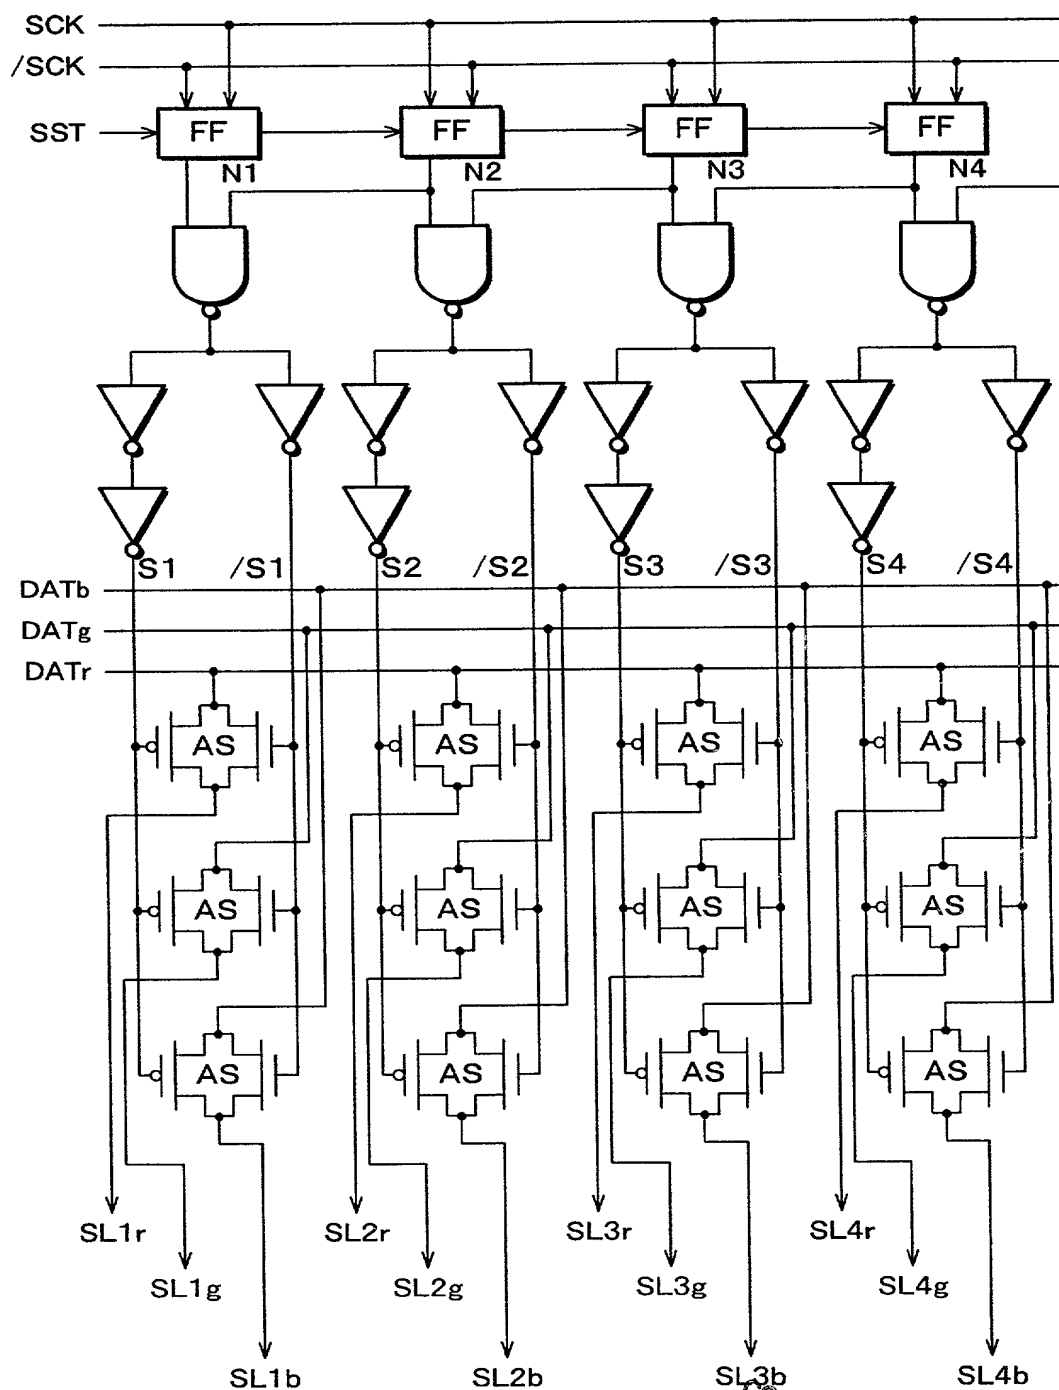 SCK
/SCK
SST
FF FF FF FF
N1 N2 N3 N4
S1 /S1 S2 /S2 S3 /S3 S4 /S4
DATb
DATg
DATr
AS AS AS AS
AS AS AS AS
AS AS AS AS
SL1r SL2r SL3r SL4r
SL1g SL2g SL3g SL4g
SL1b SL2b SL3b SL4b